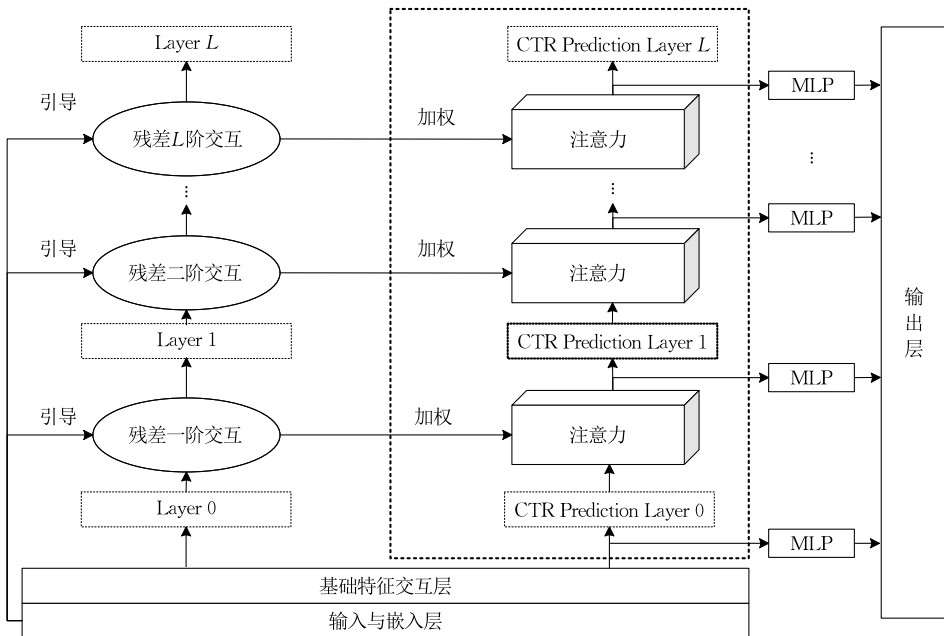 Layer L
CTR Prediction Layer L
MLP
引导
加权
残差L阶交互
注意力
⋮
⋮
⋮
引导
加权
MLP
残差二阶交互
注意力
输出层
Layer 1
CTR Prediction Layer 1
MLP
引导
加权
残差一阶交互
注意力
Layer 0
CTR Prediction Layer 0
MLP
基础特征交互层
输入与嵌入层